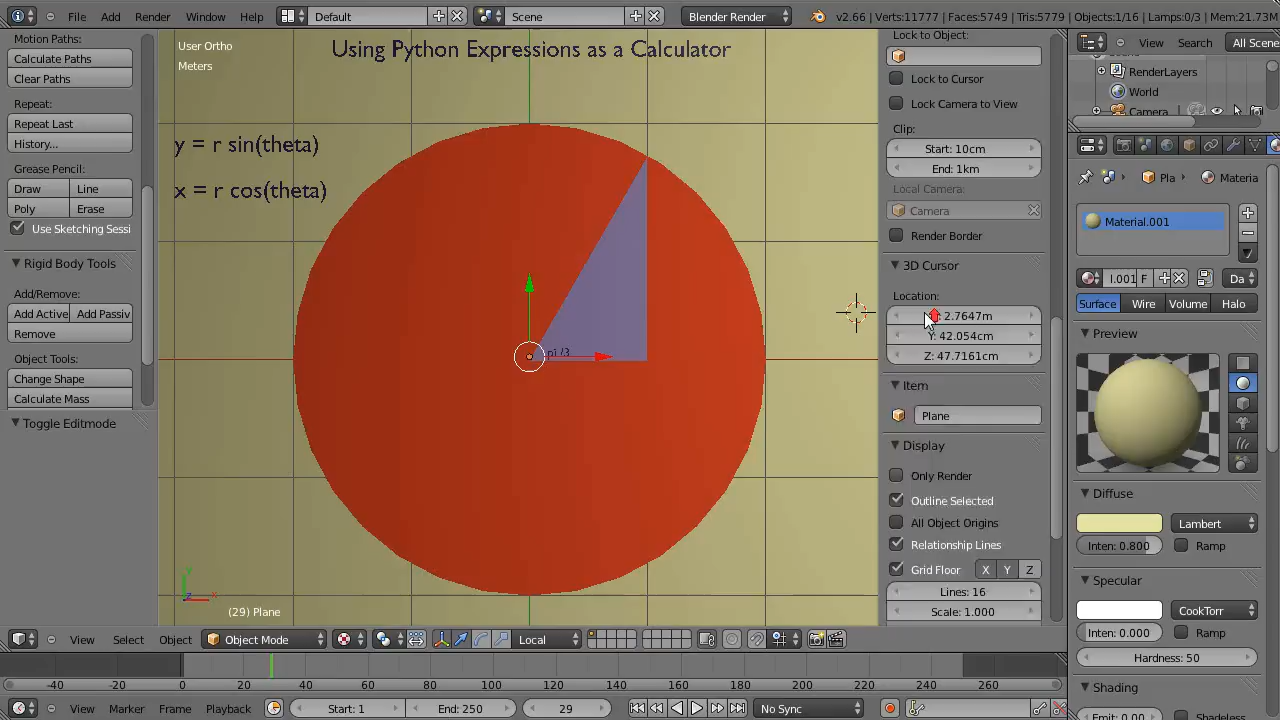 File Add Render Window Help Default Scene Blender Render v2.66 | Verts:11777 | Faces:5749 | Tris:5779 | Objects:1/16 | Lamps:0/3 | Mem:21.73M
Motion Paths:
Calculate Paths
Clear Paths
Repeat:
Repeat Last
History...
Grease Pencil:
Draw Line
Poly Erase
Use Sketching Sessi
Rigid Body Tools
Add/Remove:
Add Active Add Passiv
Remove
Object Tools:
Change Shape
Calculate Mass
Toggle Editmode
User Ortho
Meters
Using Python Expressions as a Calculator
y = r sin(theta)
x = r cos(theta)
pi /3
Y
Z X
(29) Plane
Lock to Object:
Lock to Cursor
Lock Camera to View
Clip:
Start: 10cm
End: 1km
Local Camera:
Camera
Render Border
3D Cursor
Location:
2.7647m
Y: 42.054cm
Z: 47.7161cm
Item
Plane
Display
Only Render
Outline Selected
All Object Origins
Relationship Lines
Grid Floor X Y Z
Lines: 16
Scale: 1.000
View Search All Scene
RenderLayers
World
Camera
Pla Materia
Material.001
.001 F Da
Surface Wire Volume Halo
Preview
Diffuse
Lambert
Inten: 0.800 Ramp
Specular
CookTorr
Inten: 0.000 Ramp
Hardness: 50
Shading
Emit: 0.00 Shadeless
View Select Object Object Mode Local
-40 -20 0 20 40 60 80 100 120 140 160 180 200 220 240 260
View Marker Frame Playback Start: 1 End: 250 29 No Sync